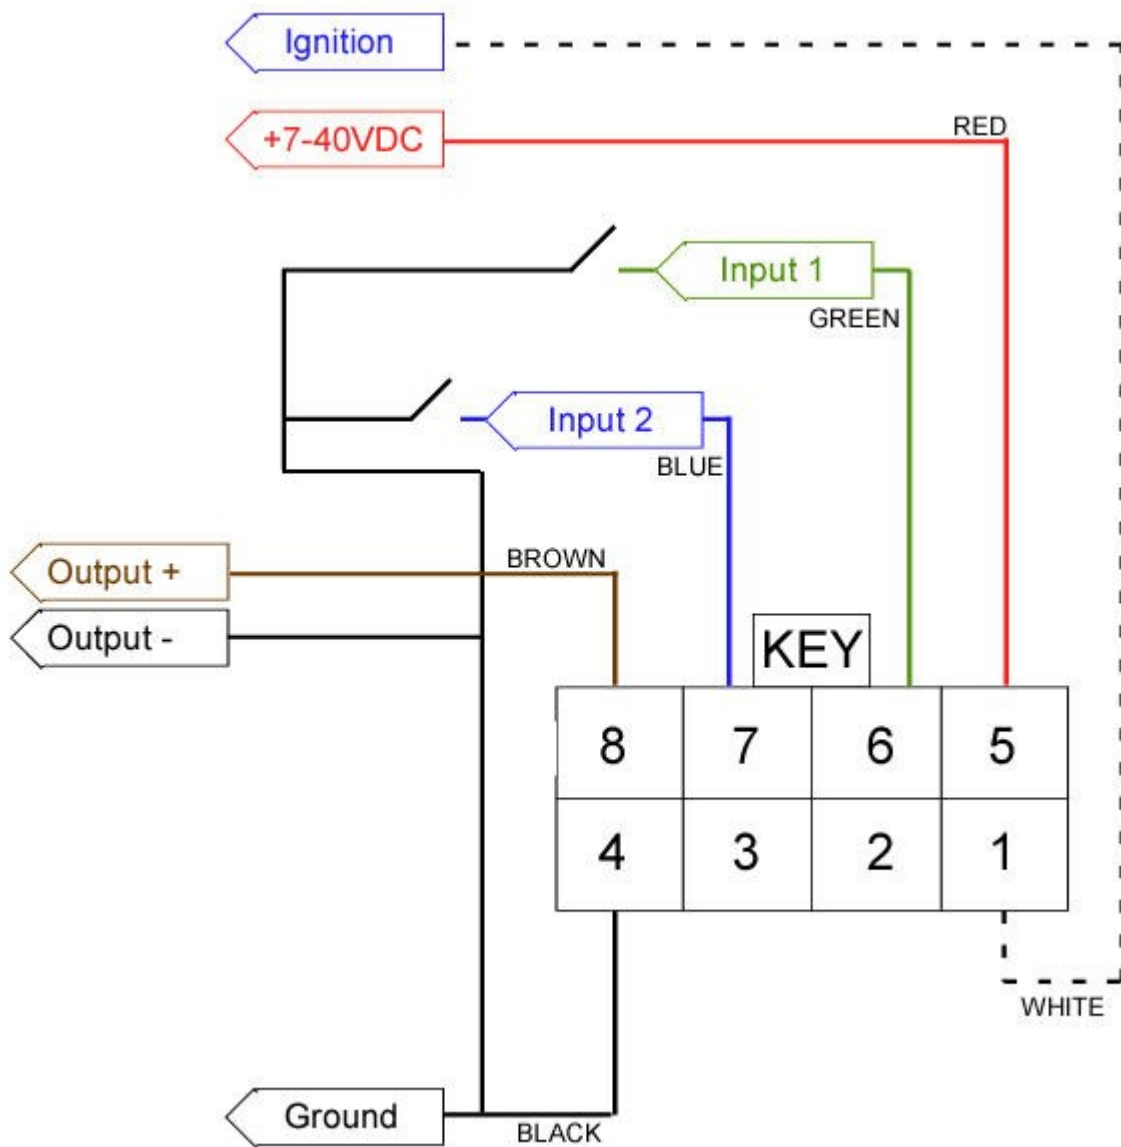 Ignition
+7-40VDC
RED
Input 1
GREEN
Input 2
BLUE
BROWN
Output +
Output -
KEY
8 7 6 5
4 3 2 1
WHITE
Ground
BLACK